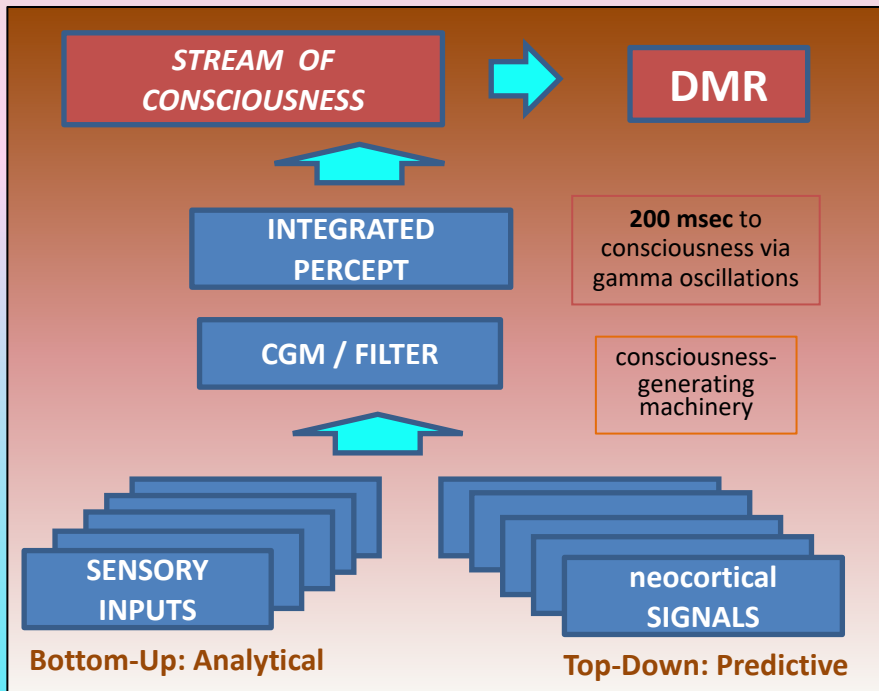 STREAM OF
CONSCIOUSNESS
DMR
INTEGRATED
PERCEPT
200 msec to
consciousness via
gamma oscillations
CGM / FILTER
consciousness-
generating
machinery
SENSORY
INPUTS
neocortical
SIGNALS
Bottom-Up: Analytical
Top-Down: Predictive